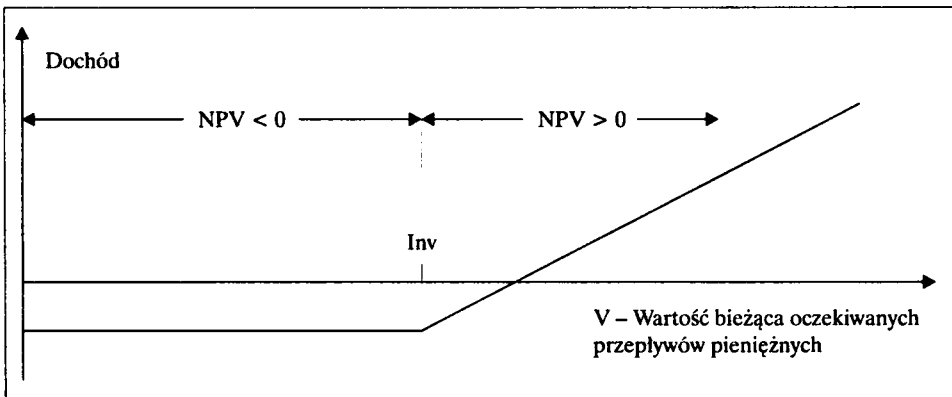 Dochód
NPV < 0
NPV > 0
Inv
V – Wartość bieżąca oczekiwanych
przepływów pieniężnych